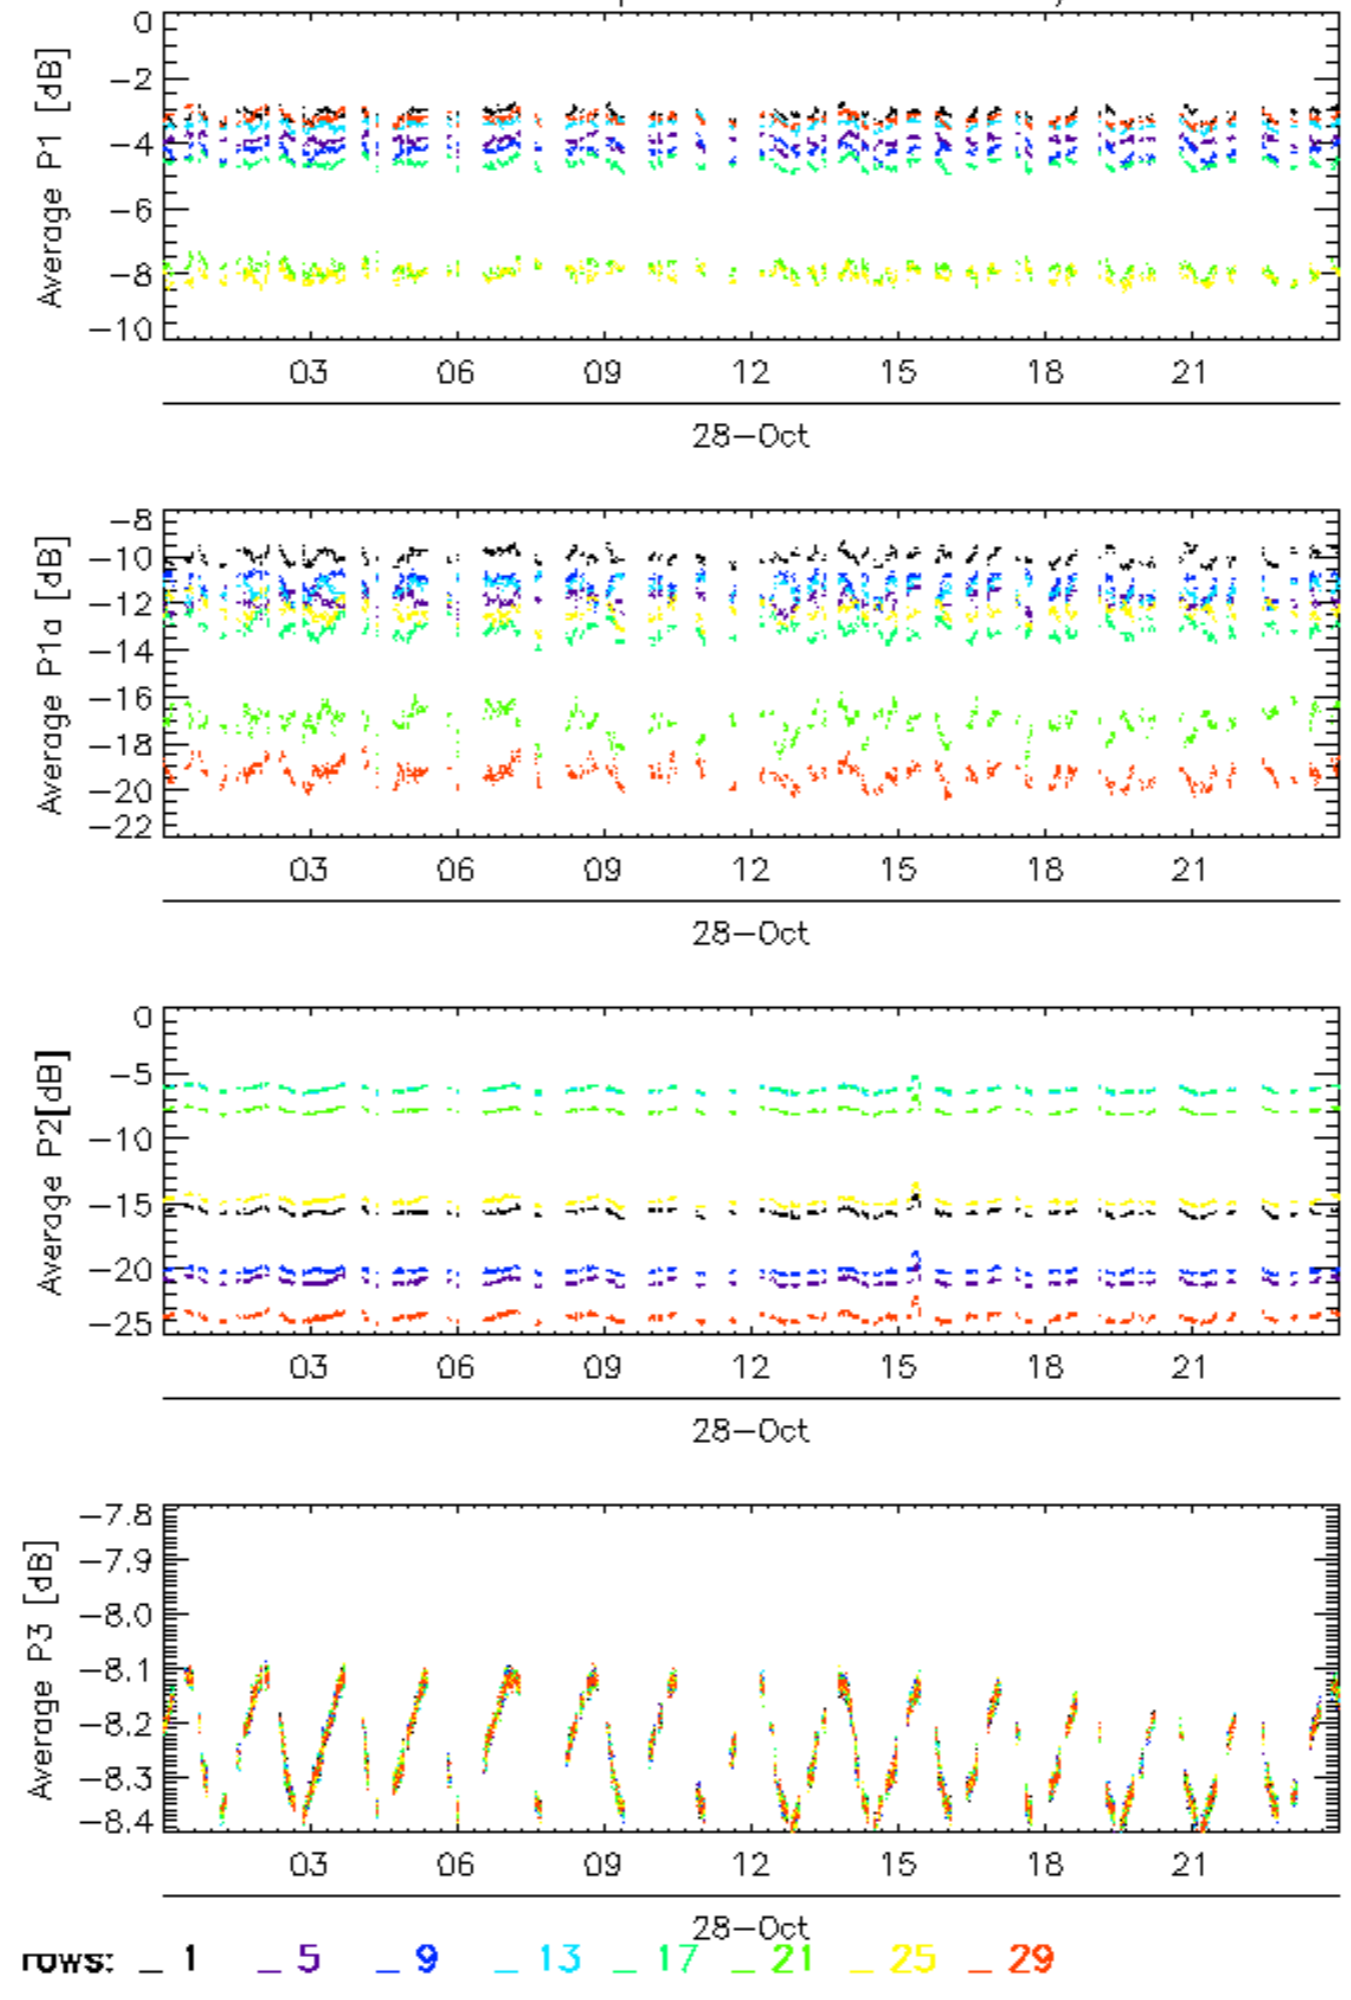 Average P1 [dB]
0
−2
−4
−6
−8
−10
03 06 09 12 15 18 21
28−Oct
Average P1a [dB]
−8
−10
−12
−14
−16
−18
−20
−22
03 06 09 12 15 18 21
28−Oct
Average P2[dB]
0
−5
−10
−15
−20
−25
03 06 09 12 15 18 21
28−Oct
Average P3 [dB]
−7.8
−7.9
−8.0
−8.1
−8.2
−8.3
−8.4
03 06 09 12 15 18 21
28−Oct
rows: _ 1 _ 5 _ 9 _ 13 _ 17 _ 21 _ 25 _ 29